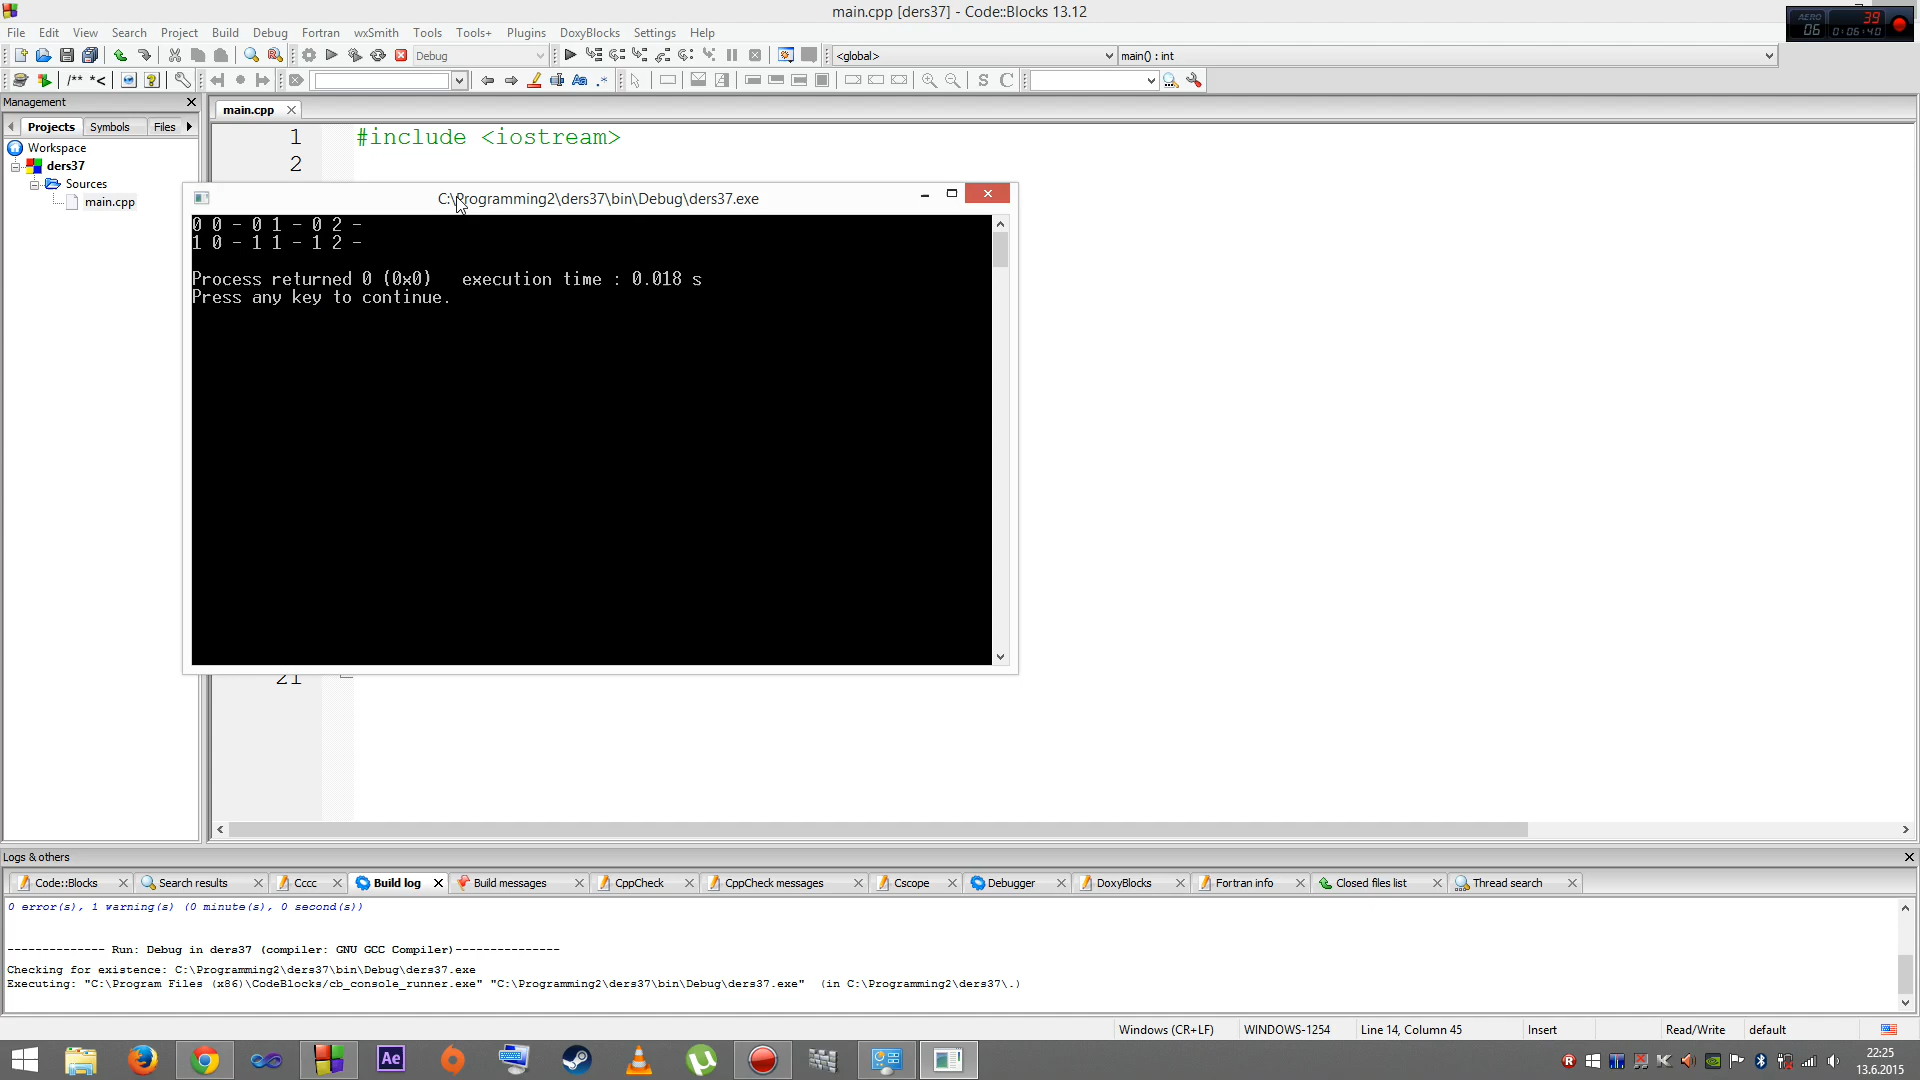 main.cpp [ders37] - Code::Blocks 13.12
AERO
06
39
0:06:40
File Edit View Search Project Build Debug Fortran wxSmith Tools Tools+ Plugins DoxyBlocks Settings Help
Debug
<global>
main() : int
/** *<
Aa .*
S C
Management
Projects Symbols Files
Workspace
ders37
Sources
main.cpp
main.cpp
1 #include <iostream>
2
C:\Programming2\ders37\bin\Debug\ders37.exe
0 0 - 0 1 - 0 2 -
1 0 - 1 1 - 1 2 -
Process returned 0 (0x0)   execution time : 0.018 s
Press any key to continue.
21
Logs & others
Code::Blocks Search results Cccc Build log Build messages CppCheck CppCheck messages Cscope Debugger DoxyBlocks Fortran info Closed files list Thread search
0 error(s), 1 warning(s) (0 minute(s), 0 second(s))
-------------- Run: Debug in ders37 (compiler: GNU GCC Compiler)---------------
Checking for existence: C:\Programming2\ders37\bin\Debug\ders37.exe
Executing: "C:\Program Files (x86)\CodeBlocks/cb_console_runner.exe" "C:\Programming2\ders37\bin\Debug\ders37.exe"  (in C:\Programming2\ders37\.)
Windows (CR+LF) WINDOWS-1254 Line 14, Column 45 Insert Read/Write default
Ae
22:25
13.6.2015